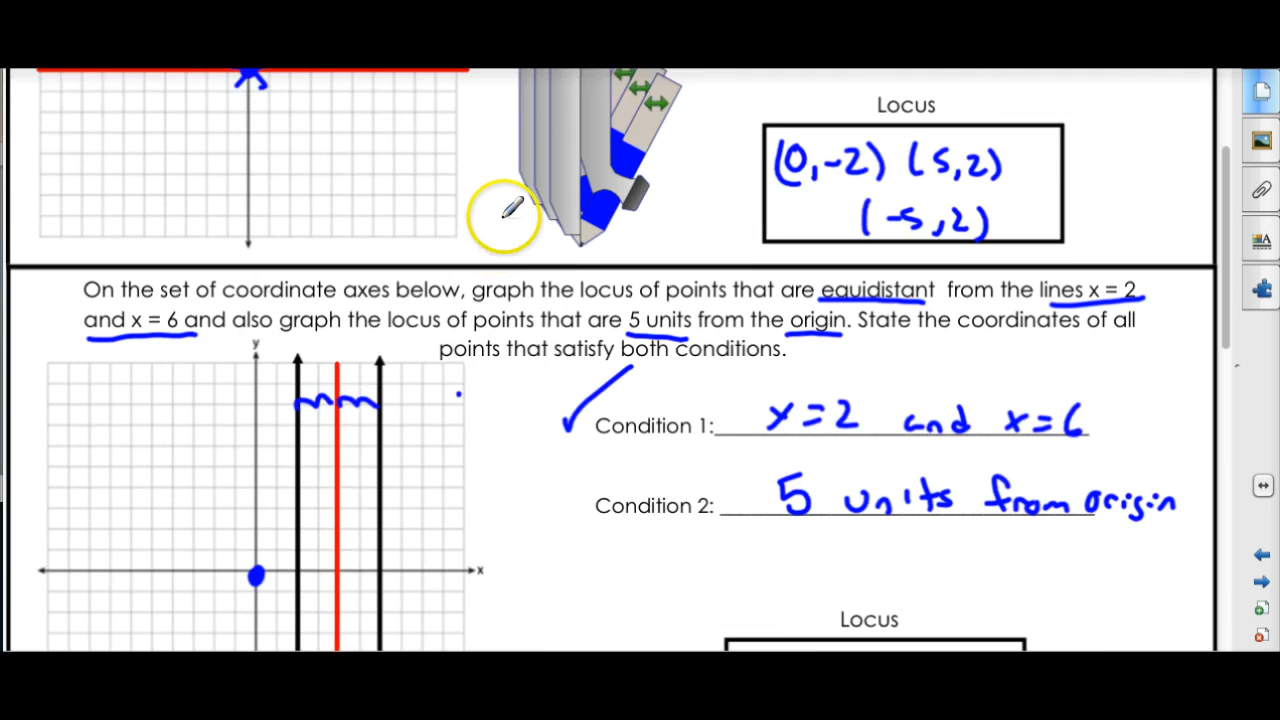 Locus
(0,-2) (5,2)
(-5,2)
On the set of coordinate axes below, graph the locus of points that are equidistant from the lines x = 2
and x = 6 and also graph the locus of points that are 5 units from the origin. State the coordinates of all
points that satisfy both conditions.
y
Condition 1: x=2 and x=6
Condition 2: 5 units from origin
x
Locus